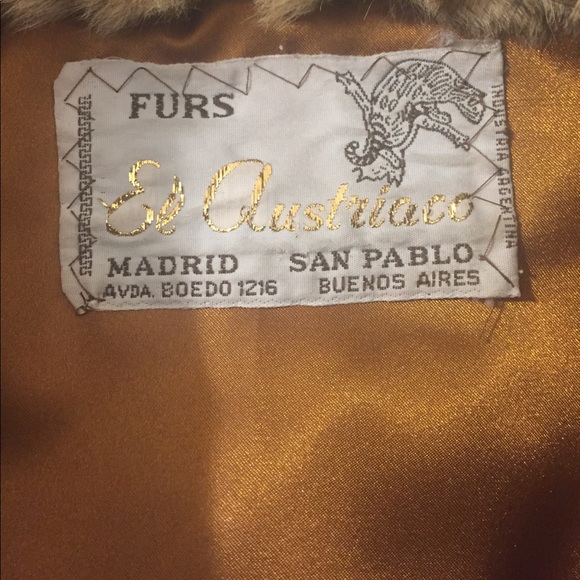 FURS
El Austriaco
MADRID SAN PABLO
AVDA. BOEDO 1216 BUENOS AIRES
INDUSTRIA ARGENTINA